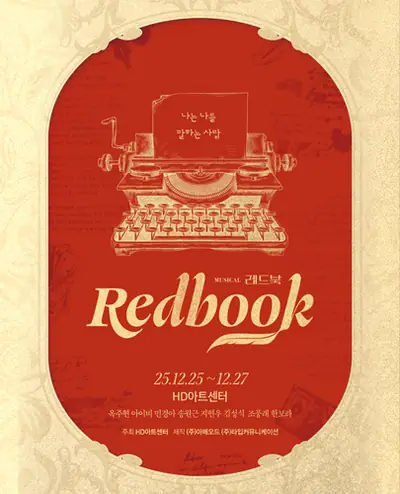 나는 나를
말하는 사람
MUSICAL 레드북
Redbook
25.12.25 ~ 12.27
HD아트센터
옥주현 아이비 민경아 송원근 지현우 김성식 조풍래 한보라
주최 HD아트센터 제작 (주)아떼오드 (주)타입커뮤니케이션